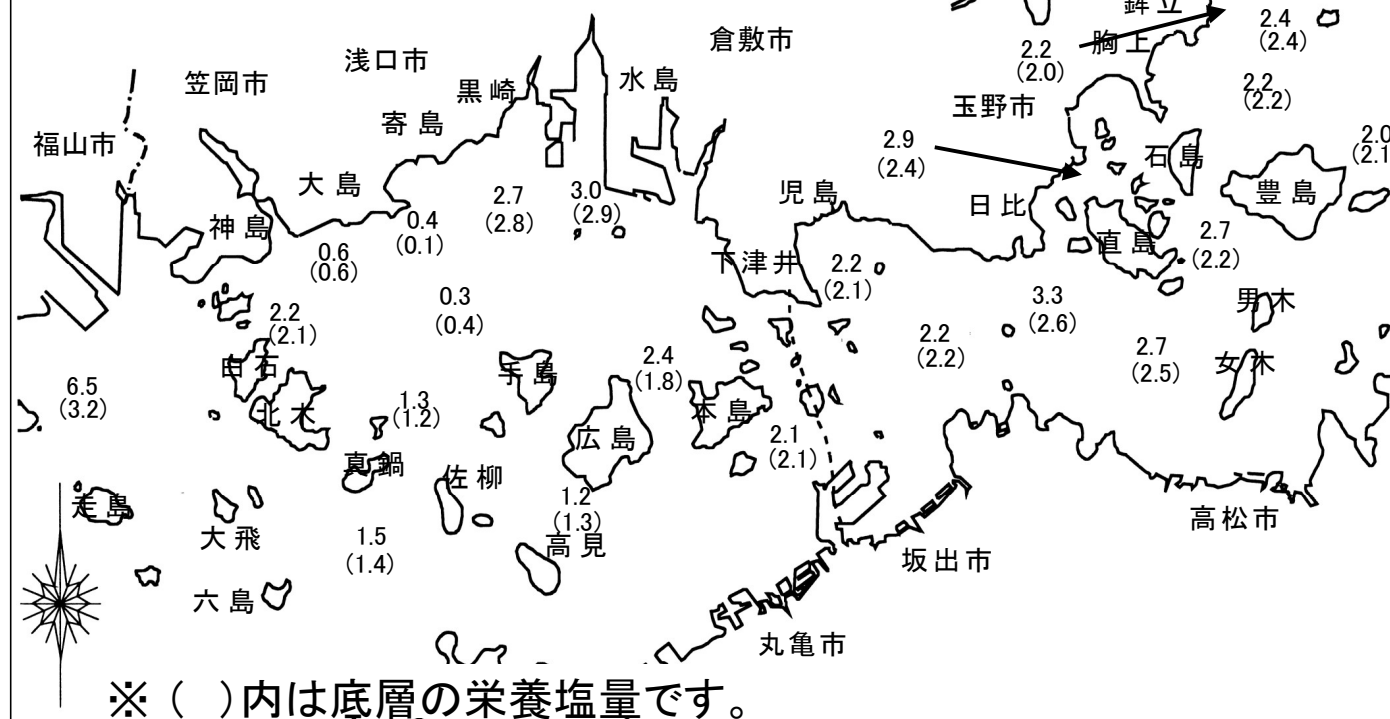 鉾立
2.4
(2.4)
倉敷市
胸上
2.2
(2.0)
浅口市
笠岡市
水島
黒崎
2.2
(2.2)
玉野市
寄島
福山市
2.9
(2.4)
2.0
(2.1
石島
大島
児島
豊島
2.7
(2.8)
3.0
(2.9)
日比
0.4
(0.1)
神島
2.7
(2.2)
直島
0.6
(0.6)
下津井
2.2
(2.1)
0.3
(0.4)
3.3
(2.6)
男木
2.2
(2.1)
2.2
(2.2)
2.7
(2.5)
2.4
(1.8)
白石
手島
女木
6.5
(3.2)
1.3
(1.2)
北木
本島
広島
2.1
(2.1)
真鍋
佐柳
走島
1.2
(1.3)
高松市
大飛
1.5
(1.4)
高見
坂出市
六島
丸亀市
※( )内は底層の栄養塩量です。